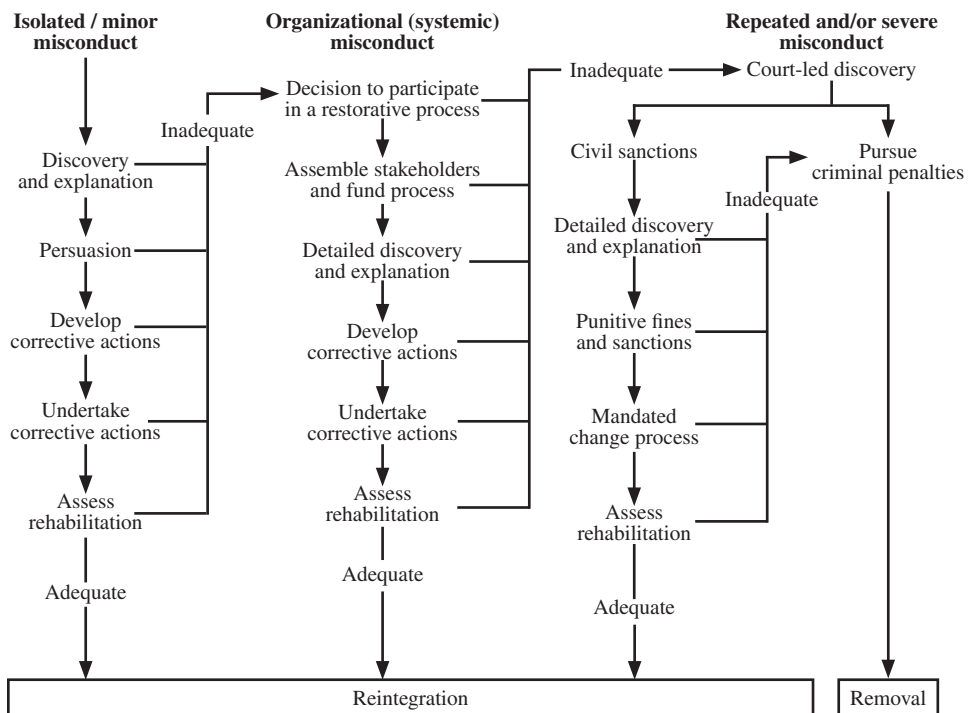 Isolated / minor
misconduct
Inadequate
Discovery
and explanation
Persuasion
Develop
corrective actions
Undertake
corrective actions
Assess
rehabilitation
Adequate
Organizational (systemic)
misconduct
Decision to participate
in a restorative process
Inadequate
Assemble stakeholders
and fund process
Detailed discovery
and explanation
Develop
corrective actions
Undertake
corrective actions
Assess
rehabilitation
Adequate
Repeated and/or severe
misconduct
Court-led discovery
Civil sanctions
Inadequate
Pursue
criminal penalties
Detailed discovery
and explanation
Punitive fines
and sanctions
Mandated
change process
Assess
rehabilitation
Adequate
Reintegration
Removal